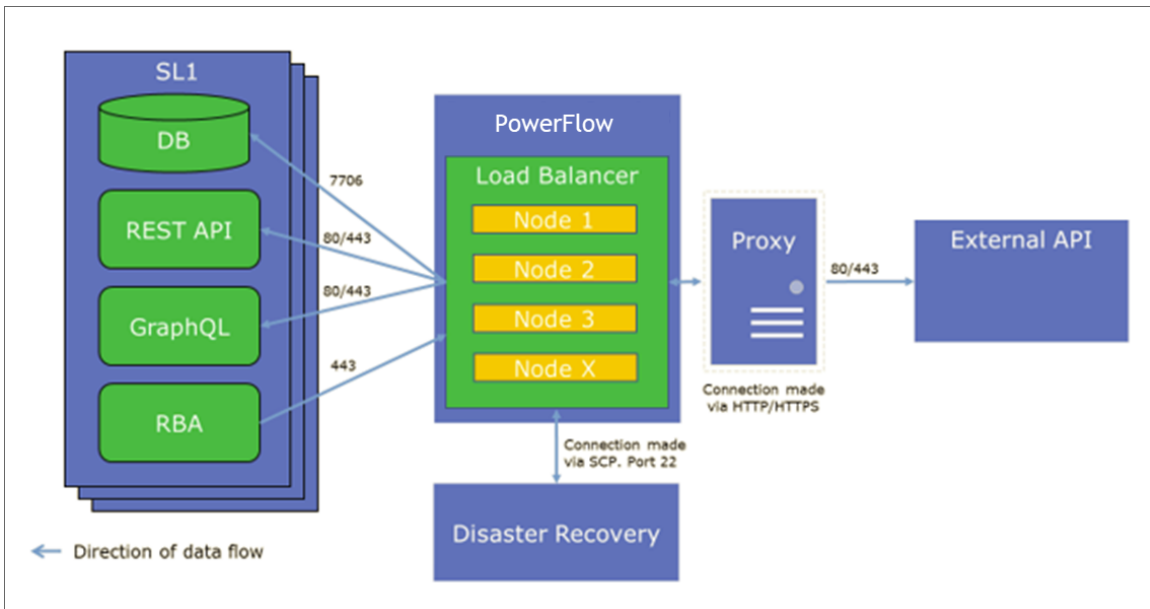 SL1
DB
REST API
GraphQL
RBA
7706
80/443
80/443
443
PowerFlow
Load Balancer
Node 1
Node 2
Node 3
Node X
Proxy
Connection made
via HTTP/HTTPS
80/443
External API
Connection made
via SCP. Port 22
Disaster Recovery
Direction of data flow